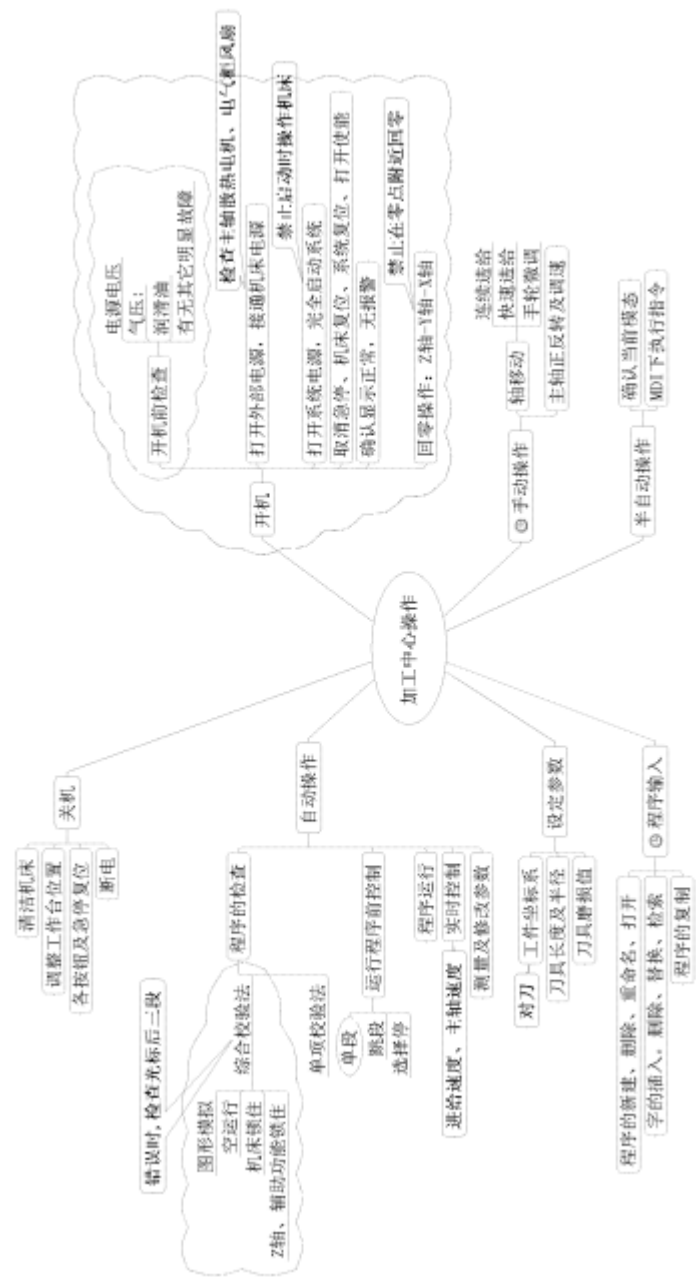 加工中心操作
开机
开机前检查
电源电压
气压:
润滑油
有无其它明显故障
打开外部电源，接通机床电源
检查主轴散热电机、电气柜风扇
打开系统电源，完全启动系统
禁止启动时操作机床
取消急停、机床复位、系统复位、打开使能
确认显示正常，无报警
回零操作：Z轴-Y轴-X轴
禁止在零点附近回零
手动操作
轴移动
连续进给
快速进给
手轮微调
主轴正反转及调速
半自动操作
确认当前模态
MDI下执行指令
关机
清洁机床
调整工作台位置
各按钮及急停复位
断电
自动操作
程序的检查
综合校验法
错误时，检查光标后二段
图形模拟
空运行
机床锁住
Z轴、辅助功能锁住
单项校验法
运行程序前控制
单段
跳段
选择停
程序运行
实时控制
进给速度、主轴速度
测量及修改参数
设定参数
工件坐标系
对刀
刀具长度及半径
刀具磨损值
程序输入
程序的新建、删除、重命名、打开
字的插入。删除、替换、检索
程序的复制